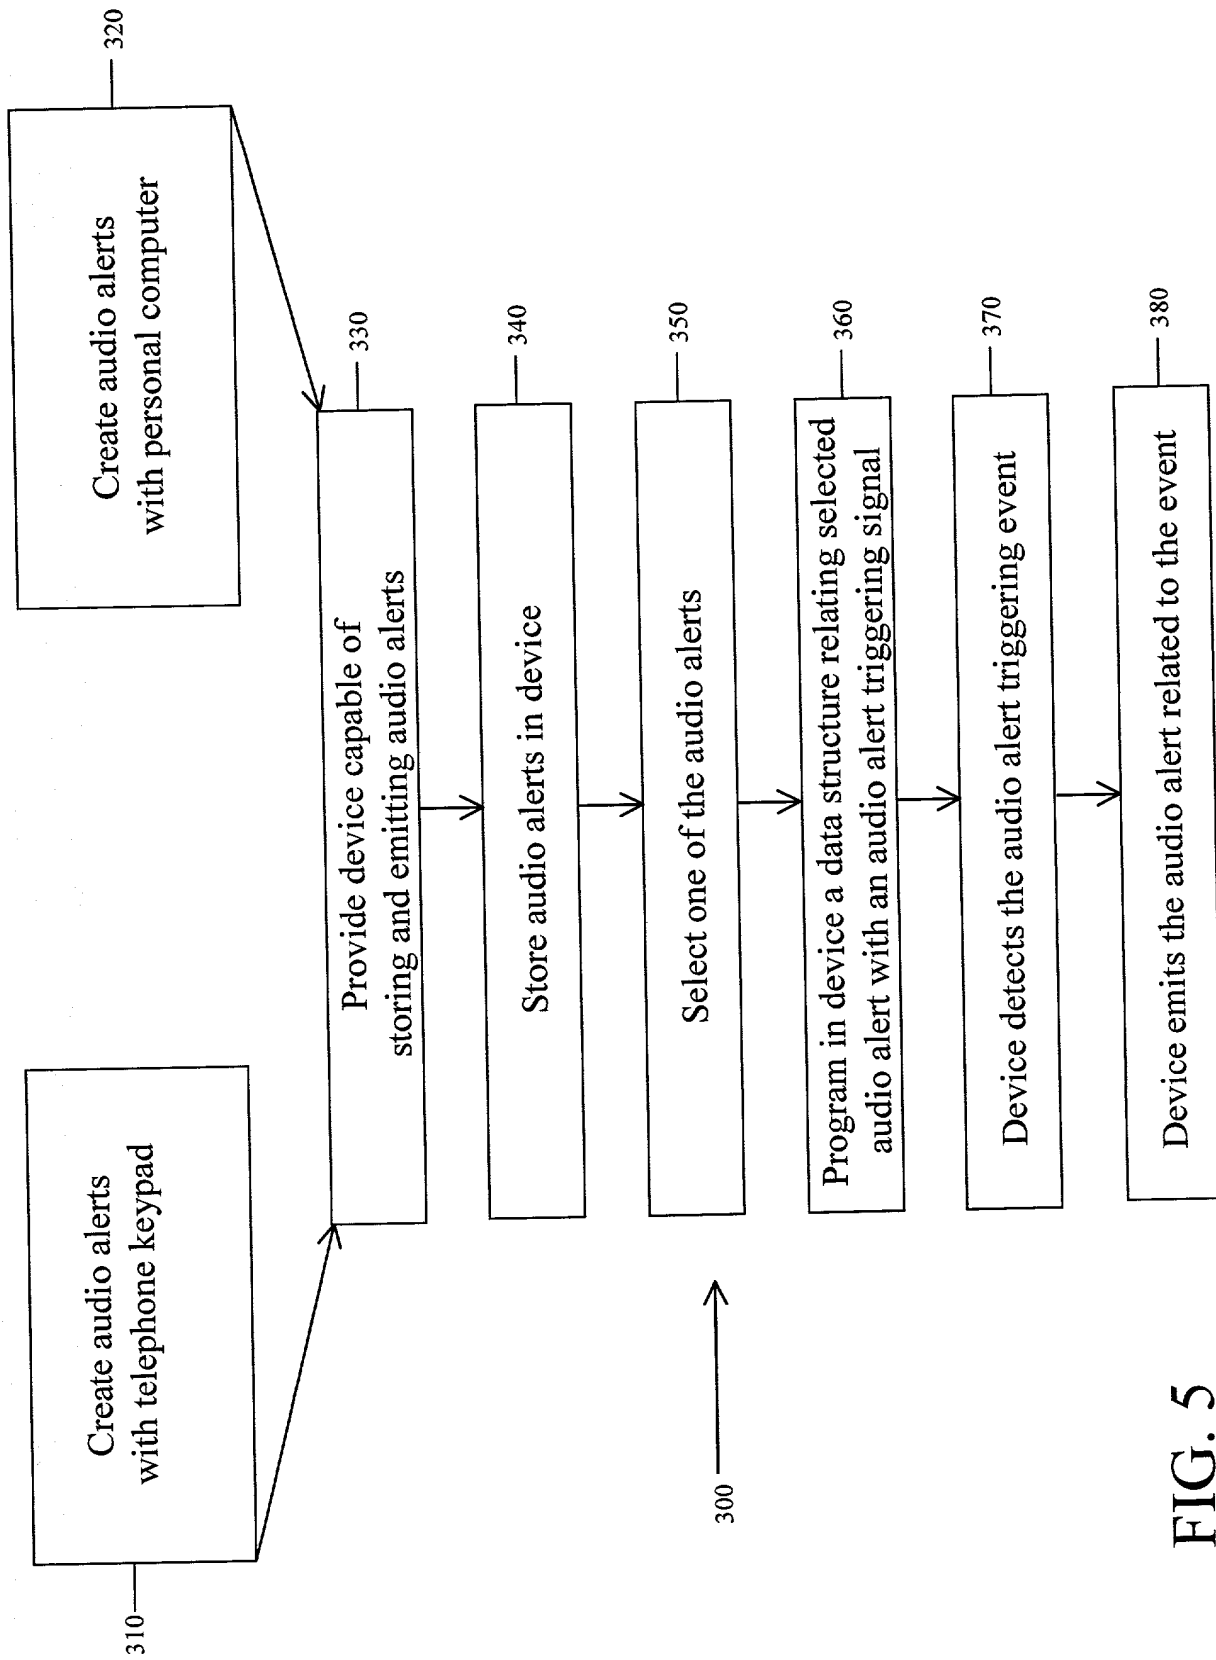 310
Create audio alerts
with telephone keypad
Create audio alerts
with personal computer
320
Provide device capable of
storing and emitting audio alerts
330
Store audio alerts in device
340
Select one of the audio alerts
350
300
Program in device a data structure relating selected
audio alert with an audio alert triggering signal
360
Device detects the audio alert triggering event
370
Device emits the audio alert related to the event
380
FIG. 5